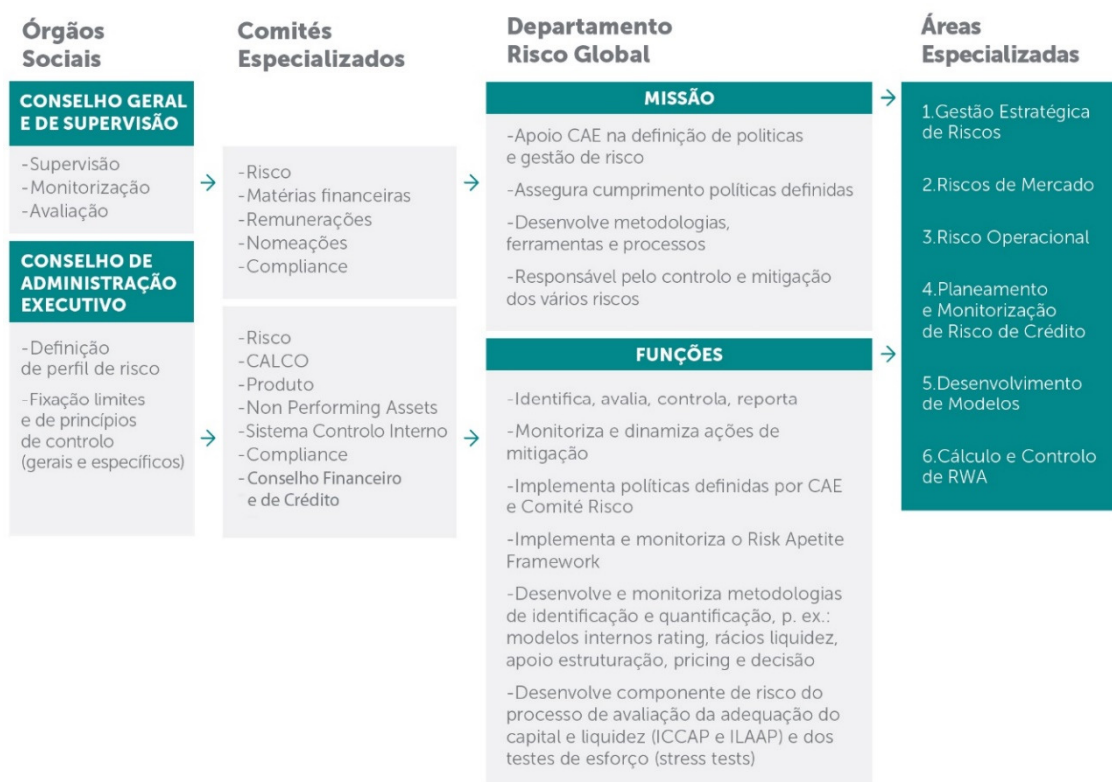 Órgãos
Sociais
CONSELHO GERAL
E DE SUPERVISÃO
-Supervisão
-Monitorização
-Avaliação
CONSELHO DE
ADMINISTRAÇÃO
EXECUTIVO
-Definição
de perfil de risco
-Fixação limites
e de princípios
de controlo
(gerais e específicos)
Comités
Especializados
-Risco
-Matérias financeiras
-Remunerações
-Nomeações
-Compliance
-Risco
-CALCO
-Produto
-Non Performing Assets
-Sistema Controlo Interno
-Compliance
-Conselho Financeiro
e de Crédito
Departamento
Risco Global
MISSÃO
-Apoio CAE na definição de politicas
e gestão de risco
-Assegura cumprimento políticas definidas
-Desenvolve metodologias,
ferramentas e processos
-Responsável pelo controlo e mitigação
dos vários riscos
FUNÇÕES
-Identifica, avalia, controla, reporta
-Monitoriza e dinamiza ações de
mitigação
-Implementa políticas definidas por CAE
e Comité Risco
-Implementa e monitoriza o Risk Apetite
Framework
-Desenvolve e monitoriza metodologias
de identificação e quantificação, p. ex.:
modelos internos rating, rácios liquidez,
apoio estruturação, pricing e decisão
-Desenvolve componente de risco do
processo de avaliação da adequação do
capital e liquidez (ICCAP e ILAAP) e dos
testes de esforço (stress tests)
Áreas
Especializadas
1.Gestão Estratégica
de Riscos
2.Riscos de Mercado
3.Risco Operacional
4.Planeamento
e Monitorização
de Risco de Crédito
5.Desenvolvimento
de Modelos
6.Cálculo e Controlo
de RWA